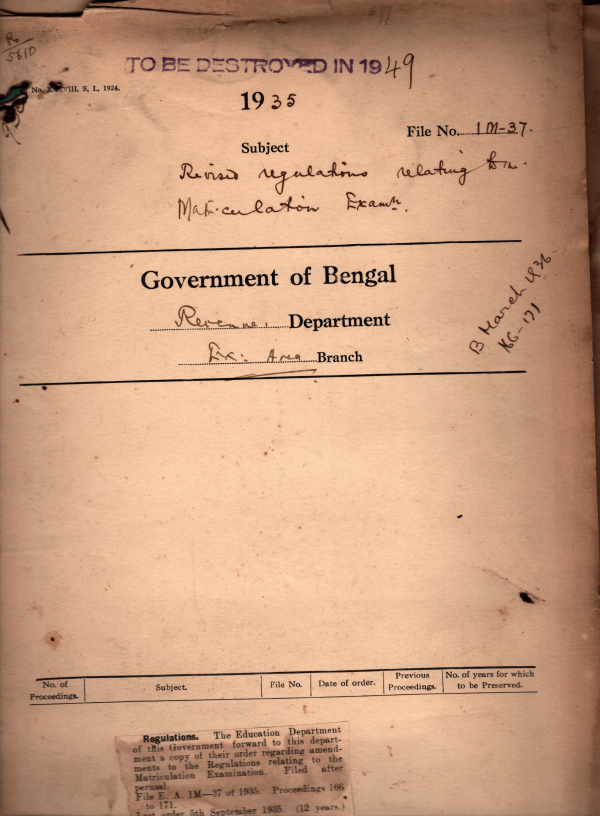 R
5610
TO BE DESTROYED IN 1949
No. XXXVIII, S. I., 1924.
1935
File No. 1M-37.
Subject
Revised regulations relating to the
Matriculation Examn.
Government of Bengal
Revenue Department
Ex: Area Branch
B March 1936
166-171
No. of Proceedings.
Subject.
File No.
Date of order.
Previous Proceedings.
No. of years for which to be Preserved.
Regulations. The Education Department
of this Government forward to this depart-
ment a copy of their order regarding amend-
ments to the Regulations relating to the
Matriculation Examination. Filed after
perusal.
File E. A. 1M—37 of 1935. Proceedings 166
to 171.
Last order 5th September 1935. (12 years.)